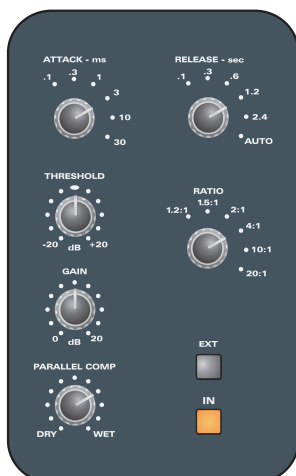 ATTACK - ms
.1 .3 1
3
10
30
RELEASE - sec
.1 .3 .6
1.2
2.4
AUTO
THRESHOLD
-20 dB +20
RATIO
1.2:1 1.5:1 2:1
4:1
10:1
20:1
GAIN
0 dB 20
PARALLEL COMP
DRY WET
EXT
IN